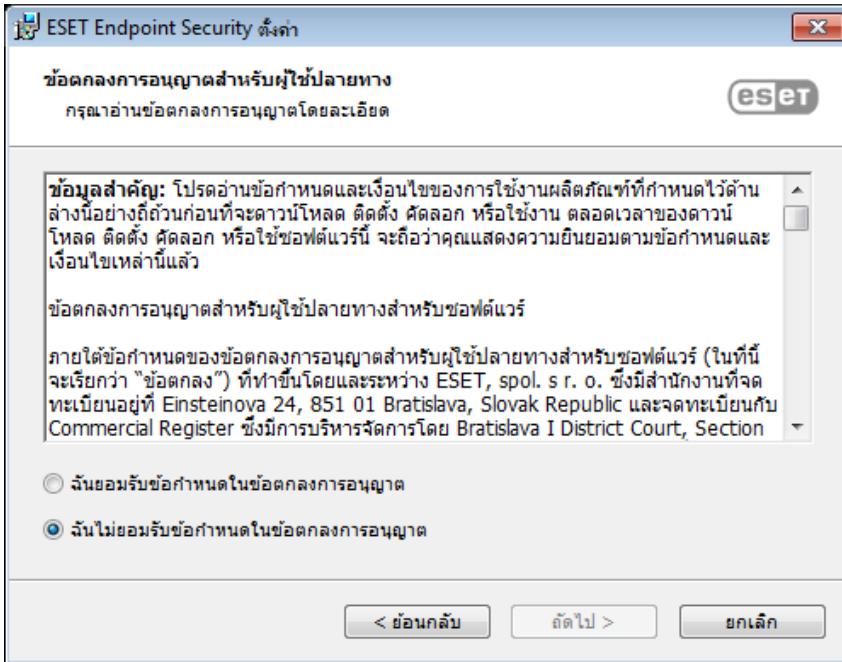 ESET Endpoint Security ตั้งค่า
ข้อตกลงการอนุญาตสำหรับผู้ใช้ปลายทาง
กรุณาอ่านข้อตกลงการอนุญาตโดยละเอียด
eseT
ข้อมูลสำคัญ: โปรดอ่านข้อกำหนดและเงื่อนไขของการใช้งานผลิตภัณฑ์ที่กำหนดไว้ด้าน
ล่างนี้อย่างถี่ถ้วนก่อนที่จะดาวน์โหลด ติดตั้ง คัดลอก หรือใช้งาน ตลอดเวลาของดาวน์
โหลด ติดตั้ง คัดลอก หรือใช้ซอฟต์แวร์นี้ จะถือว่าคุณแสดงความยินยอมตามข้อกำหนดและ
เงื่อนไขเหล่านี้แล้ว
ข้อตกลงการอนุญาตสำหรับผู้ใช้ปลายทางสำหรับซอฟต์แวร์
ภายใต้ข้อกำหนดของข้อตกลงการอนุญาตสำหรับผู้ใช้ปลายทางสำหรับซอฟต์แวร์ (ในที่นี้
จะเรียกว่า “ข้อตกลง”) ที่ทำขึ้นโดยและระหว่าง ESET, spol. s r. o. ซึ่งมีสำนักงานที่จด
ทะเบียนอยู่ที่ Einsteinova 24, 851 01 Bratislava, Slovak Republic และจดทะเบียนกับ
Commercial Register ซึ่งมีการบริหารจัดการโดย Bratislava I District Court, Section
ฉันยอมรับข้อกำหนดในข้อตกลงการอนุญาต
ฉันไม่ยอมรับข้อกำหนดในข้อตกลงการอนุญาต
< ย้อนกลับ
ถัดไป >
ยกเลิก